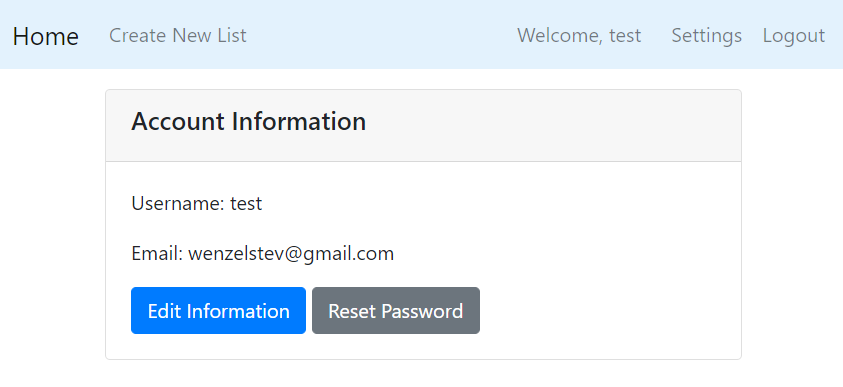 Home Create New List Welcome, test Settings Logout
Account Information
Username: test
Email: wenzelstev@gmail.com
Edit Information Reset Password